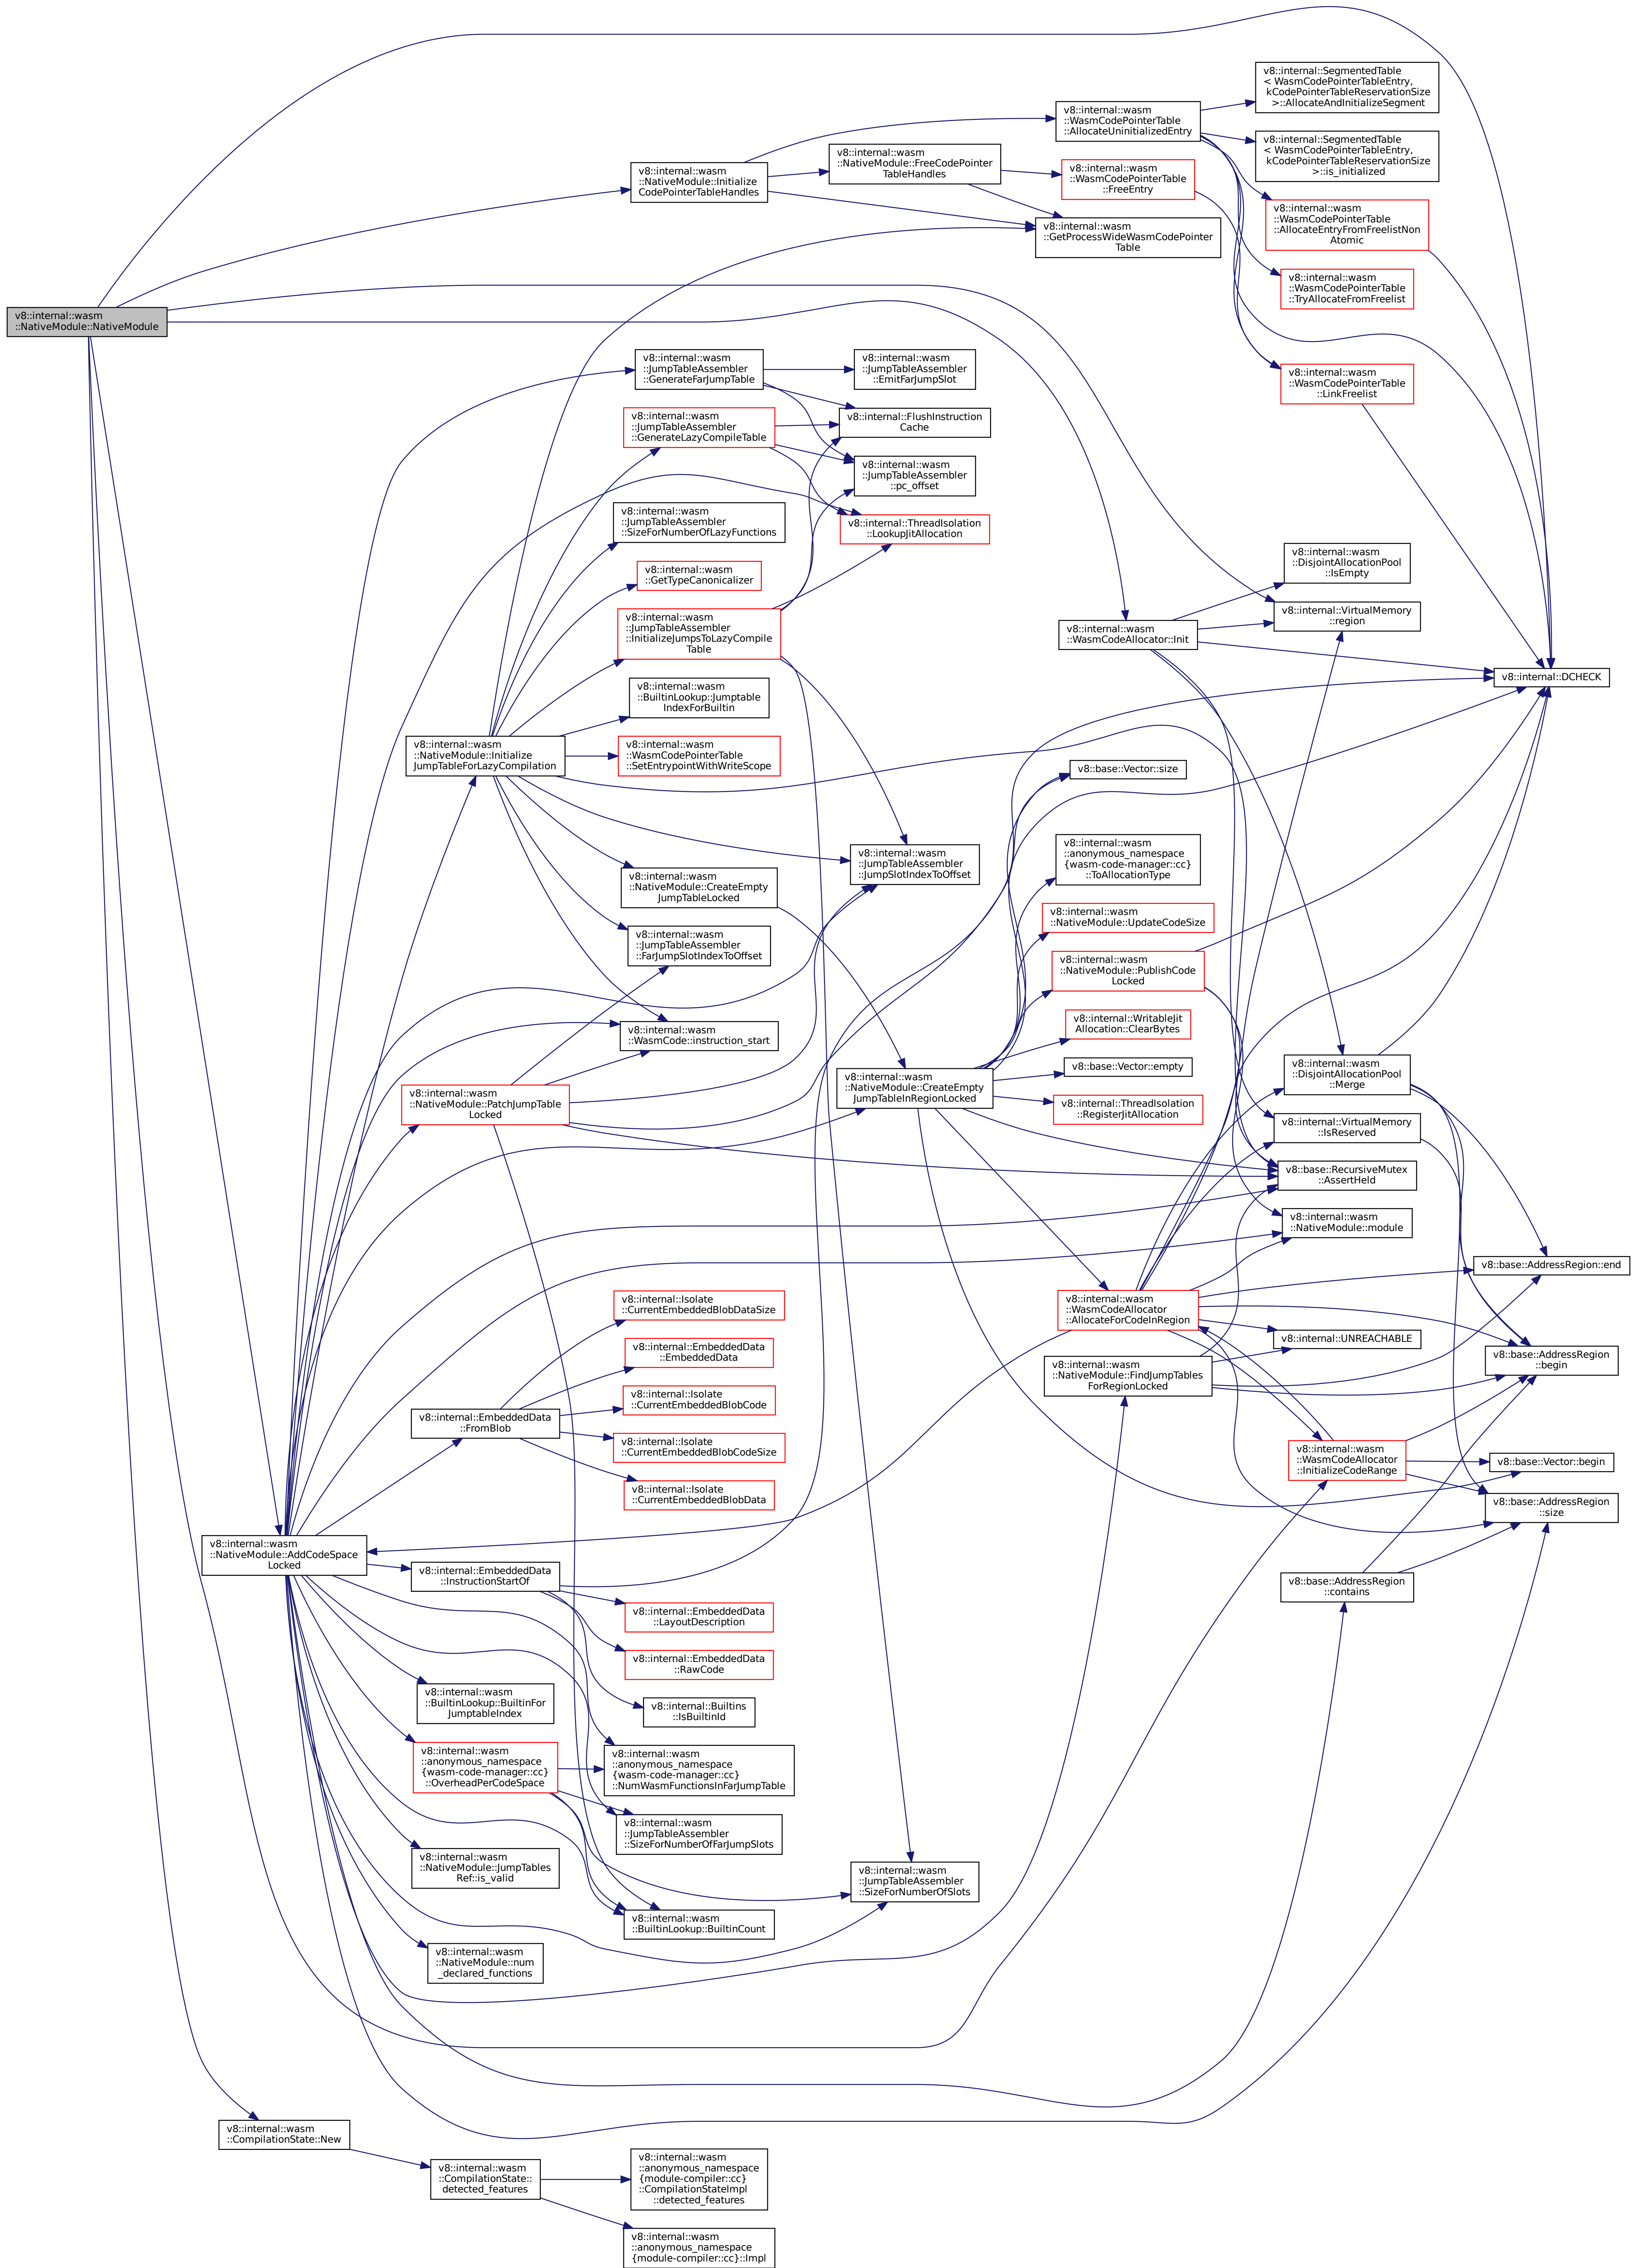 v8::internal::wasm
::NativeModule::NativeModule
v8::internal::wasm
::NativeModule::Initialize
CodePointerTableHandles
v8::internal::wasm
::NativeModule::FreeCodePointer
TableHandles
v8::internal::wasm
::WasmCodePointerTable
::AllocateUninitializedEntry
v8::internal::SegmentedTable
< WasmCodePointerTableEntry,
kCodePointerTableReservationSize
>::AllocateAndInitializeSegment
v8::internal::SegmentedTable
< WasmCodePointerTableEntry,
kCodePointerTableReservationSize
>::is_initialized
v8::internal::wasm
::WasmCodePointerTable
::FreeEntry
v8::internal::wasm
::GetProcessWideWasmCodePointer
Table
v8::internal::wasm
::WasmCodePointerTable
::AllocateEntryFromFreelistNon
Atomic
v8::internal::wasm
::WasmCodePointerTable
::TryAllocateFromFreelist
v8::internal::wasm
::WasmCodePointerTable
::LinkFreelist
v8::internal::wasm
::JumpTableAssembler
::GenerateFarJumpTable
v8::internal::wasm
::JumpTableAssembler
::EmitFarJumpSlot
v8::internal::wasm
::JumpTableAssembler
::GenerateLazyCompileTable
v8::internal::FlushInstruction
Cache
v8::internal::wasm
::JumpTableAssembler
::pc_offset
v8::internal::wasm
::JumpTableAssembler
::SizeForNumberOfLazyFunctions
v8::internal::ThreadIsolation
::LookupJitAllocation
v8::internal::wasm
::GetTypeCanonicalizer
v8::internal::wasm
::JumpTableAssembler
::InitializeJumpsToLazyCompile
Table
v8::internal::wasm
::DisjointAllocationPool
::IsEmpty
v8::internal::VirtualMemory
::region
v8::internal::wasm
::WasmCodeAllocator::Init
v8::internal::DCHECK
v8::internal::wasm
::BuiltinLookup::Jumptable
IndexForBuiltin
v8::internal::wasm
::NativeModule::Initialize
JumpTableForLazyCompilation
v8::internal::wasm
::WasmCodePointerTable
::SetEntrypointWithWriteScope
v8::base::Vector::size
v8::internal::wasm
::JumpTableAssembler
::JumpSlotIndexToOffset
v8::internal::wasm
::anonymous_namespace
{wasm-code-manager::cc}
::ToAllocationType
v8::internal::wasm
::NativeModule::CreateEmpty
JumpTableLocked
v8::internal::wasm
::NativeModule::UpdateCodeSize
v8::internal::wasm
::JumpTableAssembler
::FarJumpSlotIndexToOffset
v8::internal::wasm
::NativeModule::PublishCode
Locked
v8::internal::wasm
::WasmCode::instruction_start
v8::internal::WritableJit
Allocation::ClearBytes
v8::base::Vector::empty
v8::internal::wasm
::DisjointAllocationPool
::Merge
v8::internal::wasm
::NativeModule::CreateEmpty
JumpTableInRegionLocked
v8::internal::wasm
::NativeModule::PatchJumpTable
Locked
v8::internal::ThreadIsolation
::RegisterJitAllocation
v8::internal::VirtualMemory
::IsReserved
v8::base::RecursiveMutex
::AssertHeld
v8::internal::wasm
::NativeModule::module
v8::base::AddressRegion::end
v8::internal::Isolate
::CurrentEmbeddedBlobDataSize
v8::internal::wasm
::WasmCodeAllocator
::AllocateForCodeInRegion
v8::internal::UNREACHABLE
v8::internal::EmbeddedData
::EmbeddedData
v8::internal::wasm
::NativeModule::FindJumpTables
ForRegionLocked
v8::base::AddressRegion
::begin
v8::internal::Isolate
::CurrentEmbeddedBlobCode
v8::internal::EmbeddedData
::FromBlob
v8::internal::Isolate
::CurrentEmbeddedBlobCodeSize
v8::internal::wasm
::WasmCodeAllocator
::InitializeCodeRange
v8::base::Vector::begin
v8::internal::Isolate
::CurrentEmbeddedBlobData
v8::base::AddressRegion
::size
v8::internal::wasm
::NativeModule::AddCodeSpace
Locked
v8::internal::EmbeddedData
::InstructionStartOf
v8::base::AddressRegion
::contains
v8::internal::EmbeddedData
::LayoutDescription
v8::internal::EmbeddedData
::RawCode
v8::internal::wasm
::BuiltinLookup::BuiltinFor
JumptableIndex
v8::internal::Builtins
::IsBuiltinId
v8::internal::wasm
::anonymous_namespace
{wasm-code-manager::cc}
::OverheadPerCodeSpace
v8::internal::wasm
::anonymous_namespace
{wasm-code-manager::cc}
::NumWasmFunctionsInFarJumpTable
v8::internal::wasm
::JumpTableAssembler
::SizeForNumberOfFarJumpSlots
v8::internal::wasm
::NativeModule::JumpTables
Ref::is_valid
v8::internal::wasm
::JumpTableAssembler
::SizeForNumberOfSlots
v8::internal::wasm
::BuiltinLookup::BuiltinCount
v8::internal::wasm
::NativeModule::num
_declared_functions
v8::internal::wasm
::CompilationState::New
v8::internal::wasm
::CompilationState::
detected_features
v8::internal::wasm
::anonymous_namespace
{module-compiler::cc}
::CompilationStateImpl
::detected_features
v8::internal::wasm
::anonymous_namespace
{module-compiler::cc}::Impl